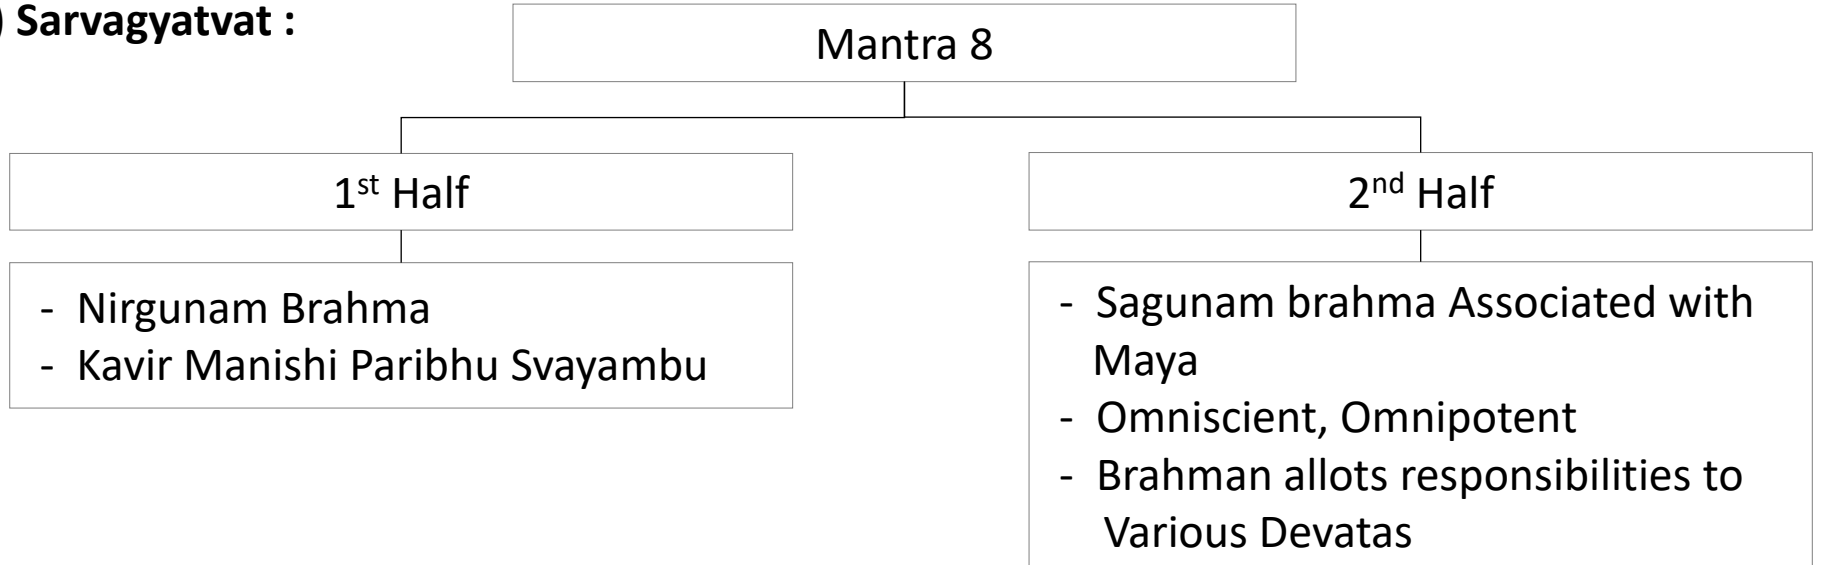 ) Sarvagyatvat :
Mantra 8
1st Half
- Nirgunam Brahma
- Kavir Manishi Paribhu Svayambu
2nd Half
- Sagunam brahma Associated with
Maya
- Omniscient, Omnipotent
- Brahman allots responsibilities to
Various Devatas